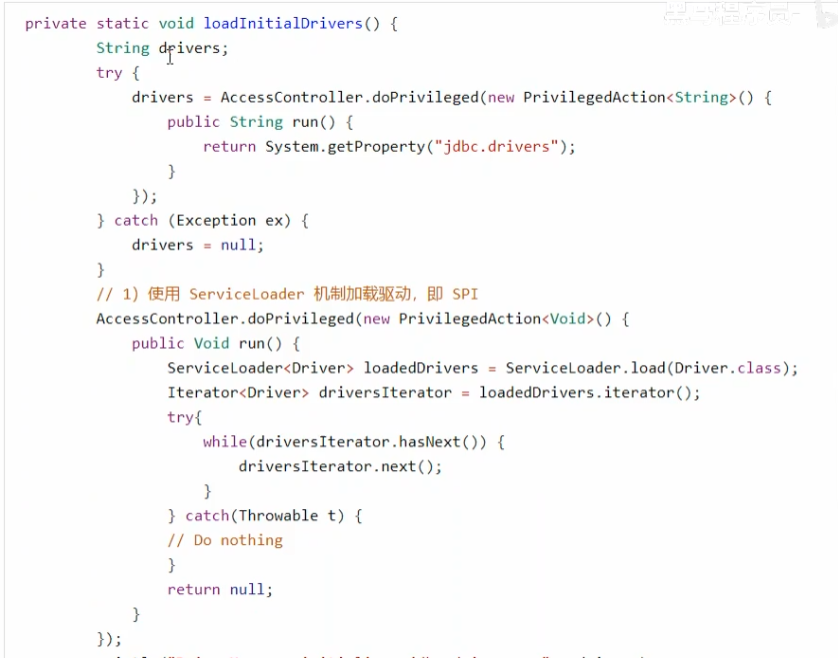 private static void loadInitialDrivers() {
String drivers;
try {
drivers = AccessController.doPrivileged(new PrivilegedAction<String>() {
public String run() {
return System.getProperty("jdbc.drivers");
}
});
} catch (Exception ex) {
drivers = null;
}
// 1) 使用 ServiceLoader 机制加载驱动, 即 SPI
AccessController.doPrivileged(new PrivilegedAction<Void>() {
public Void run() {
ServiceLoader<Driver> loadedDrivers = ServiceLoader.load(Driver.class);
Iterator<Driver> driversIterator = loadedDrivers.iterator();
try{
while(driversIterator.hasNext()) {
driversIterator.next();
}
} catch(Throwable t) {
// Do nothing
}
return null;
}
});